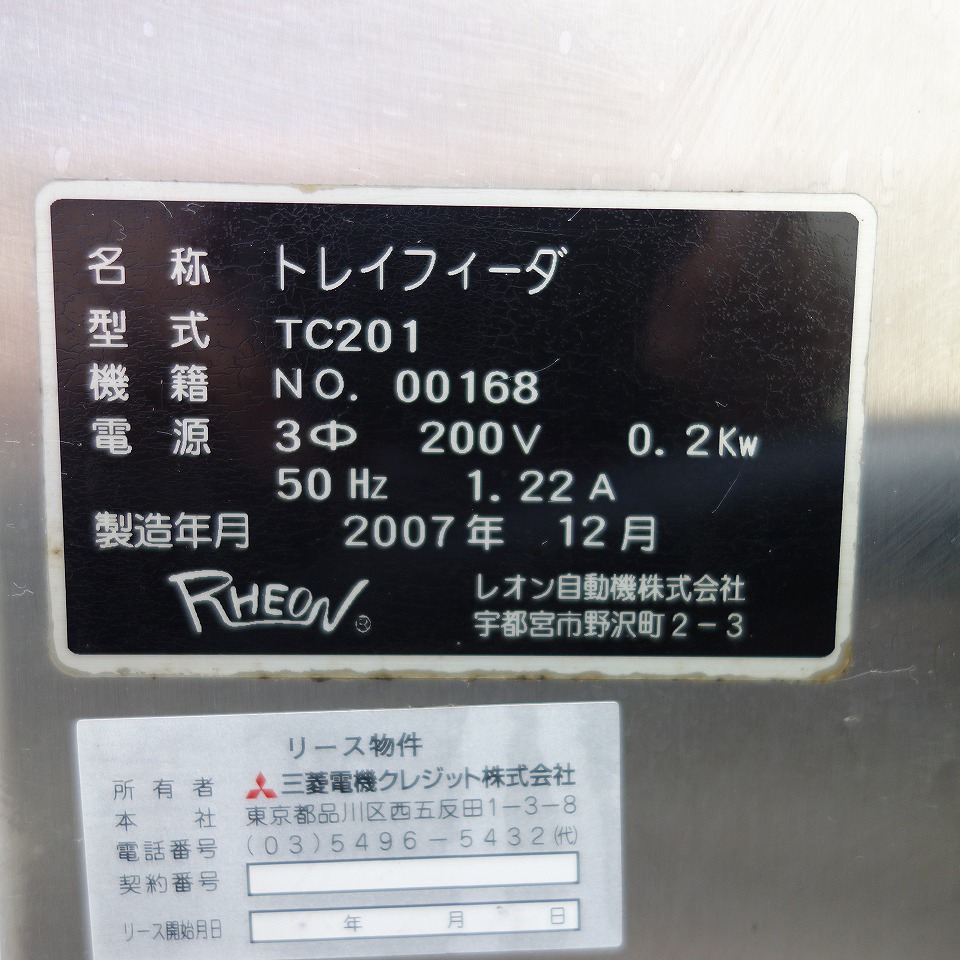 名称 トレイフィーダ
型式 TC201
機籍 NO. 00168
電源 3Φ 200V 0.2Kw
50 Hz 1.22 A
製造年月 2007年 12月
RHEON ® レオン自動機株式会社
宇都宮市野沢町2-3
リース物件
所有者 三菱電機クレジット株式会社
本社 東京都品川区西五反田1-3-8
電話番号 (03)5496-5432(代)
契約番号
リース開始月日 年 月 日